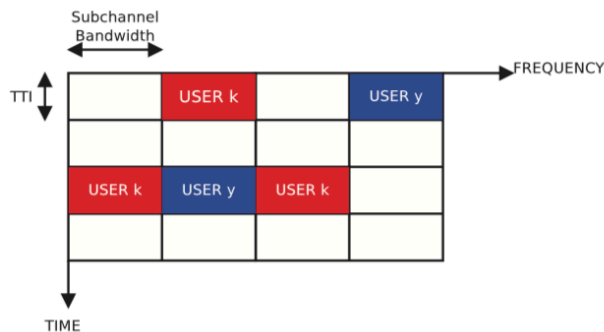 Subchannel
Bandwidth
FREQUENCY
TTI
USER k
USER y
USER k
USER y
USER k
TIME